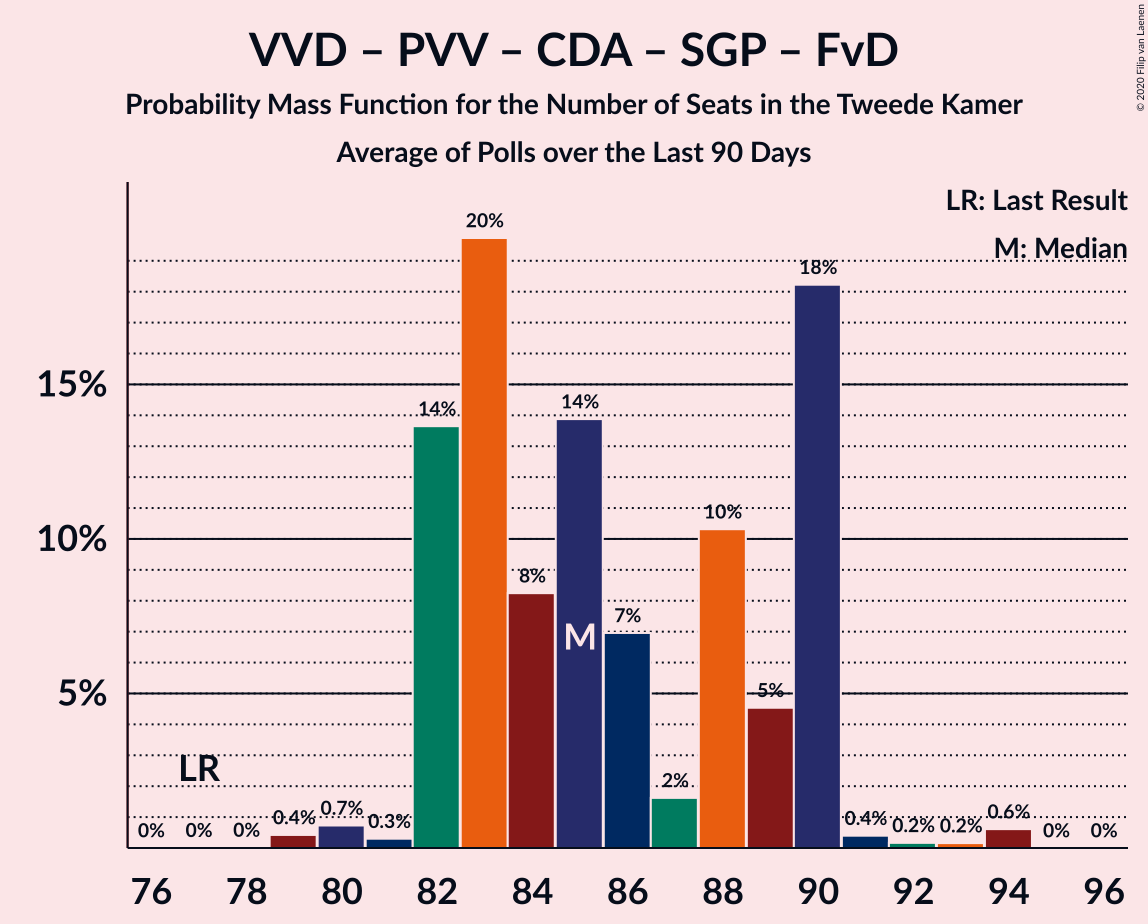 VVD – PVV – CDA – SGP – FvD
Probability Mass Function for the Number of Seats in the Tweede Kamer
Average of Polls over the Last 90 Days
© 2020 Filip van Laenen
LR: Last Result
M: Median
20%
18%
15%
14%
14%
10%
10%
8%
7%
M
5%
5%
LR
2%
0%
0%
0%
0.4%
0.7%
0.3%
0.4%
0.2%
0.2%
0.6%
0%
0%
76 78 80 82 84 86 88 90 92 94 96